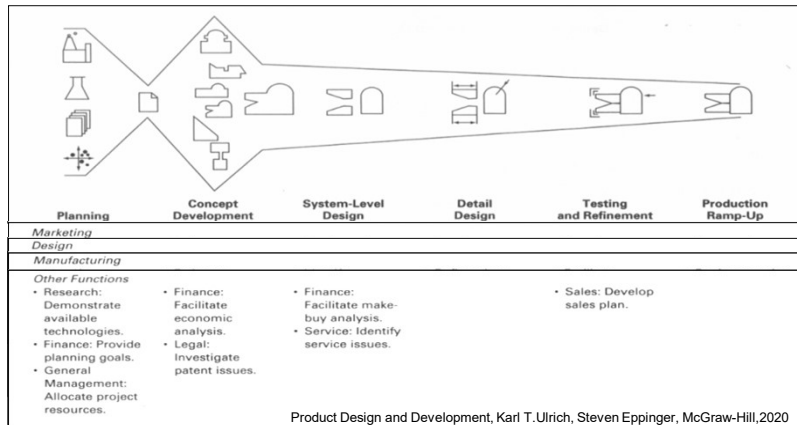 Planning
Concept
Development
System-Level
Design
Detail
Design
Testing
and Refinement
Production
Ramp-Up
Marketing
Design
Manufacturing
Other Functions
• Research:
Demonstrate
available
technologies.
• Finance: Provide
planning goals.
• General
Management:
Allocate project
resources.
• Finance:
Facilitate
economic
analysis.
• Legal:
Investigate
patent issues.
• Finance:
Facilitate make-
buy analysis.
• Service: Identify
service issues.
• Sales: Develop
sales plan.
Product Design and Development, Karl T.Ulrich, Steven Eppinger, McGraw-Hill,2020